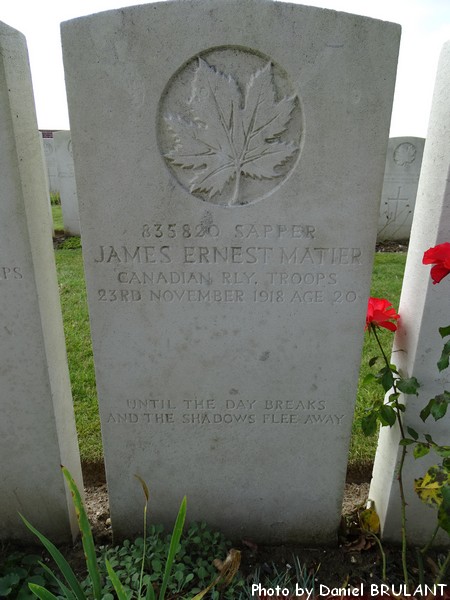 835820 SAPPER
JAMES ERNEST MATIER
CANADIAN RLY. TROOPS
23RD NOVEMBER 1918 AGE 20
UNTIL THE DAY BREAKS
AND THE SHADOWS FLEE AWAY
OPS
Photo by Daniel BRULANT